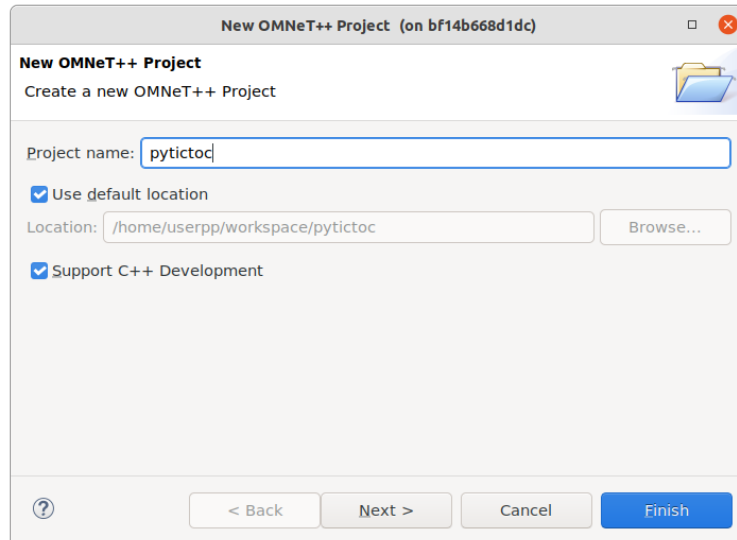 New OMNeT++ Project (on bf14b668d1dc)
New OMNeT++ Project
Create a new OMNeT++ Project
Project name: pytictoc
Use default location
Location: /home/userpp/workspace/pytictoc Browse...
Support C++ Development
? < Back Next > Cancel Finish